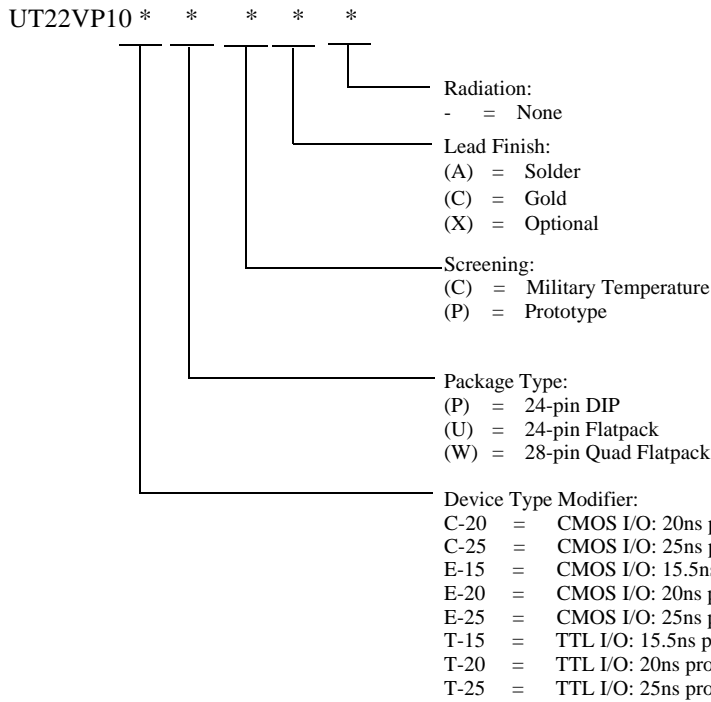 UT22VP10 * * * * *
Radiation:
- = None
Lead Finish:
(A) = Solder
(C) = Gold
(X) = Optional
Screening:
(C) = Military Temperature
(P) = Prototype
Package Type:
(P) = 24-pin DIP
(U) = 24-pin Flatpack
(W) = 28-pin Quad Flatpack
Device Type Modifier:
C-20 = CMOS I/O: 20ns
C-25 = CMOS I/O: 25ns
E-15 = CMOS I/O: 15.5ns
E-20 = CMOS I/O: 20ns
E-25 = CMOS I/O: 25ns
T-15 = TTL I/O: 15.5ns
T-20 = TTL I/O: 20ns pro
T-25 = TTL I/O: 25ns pro